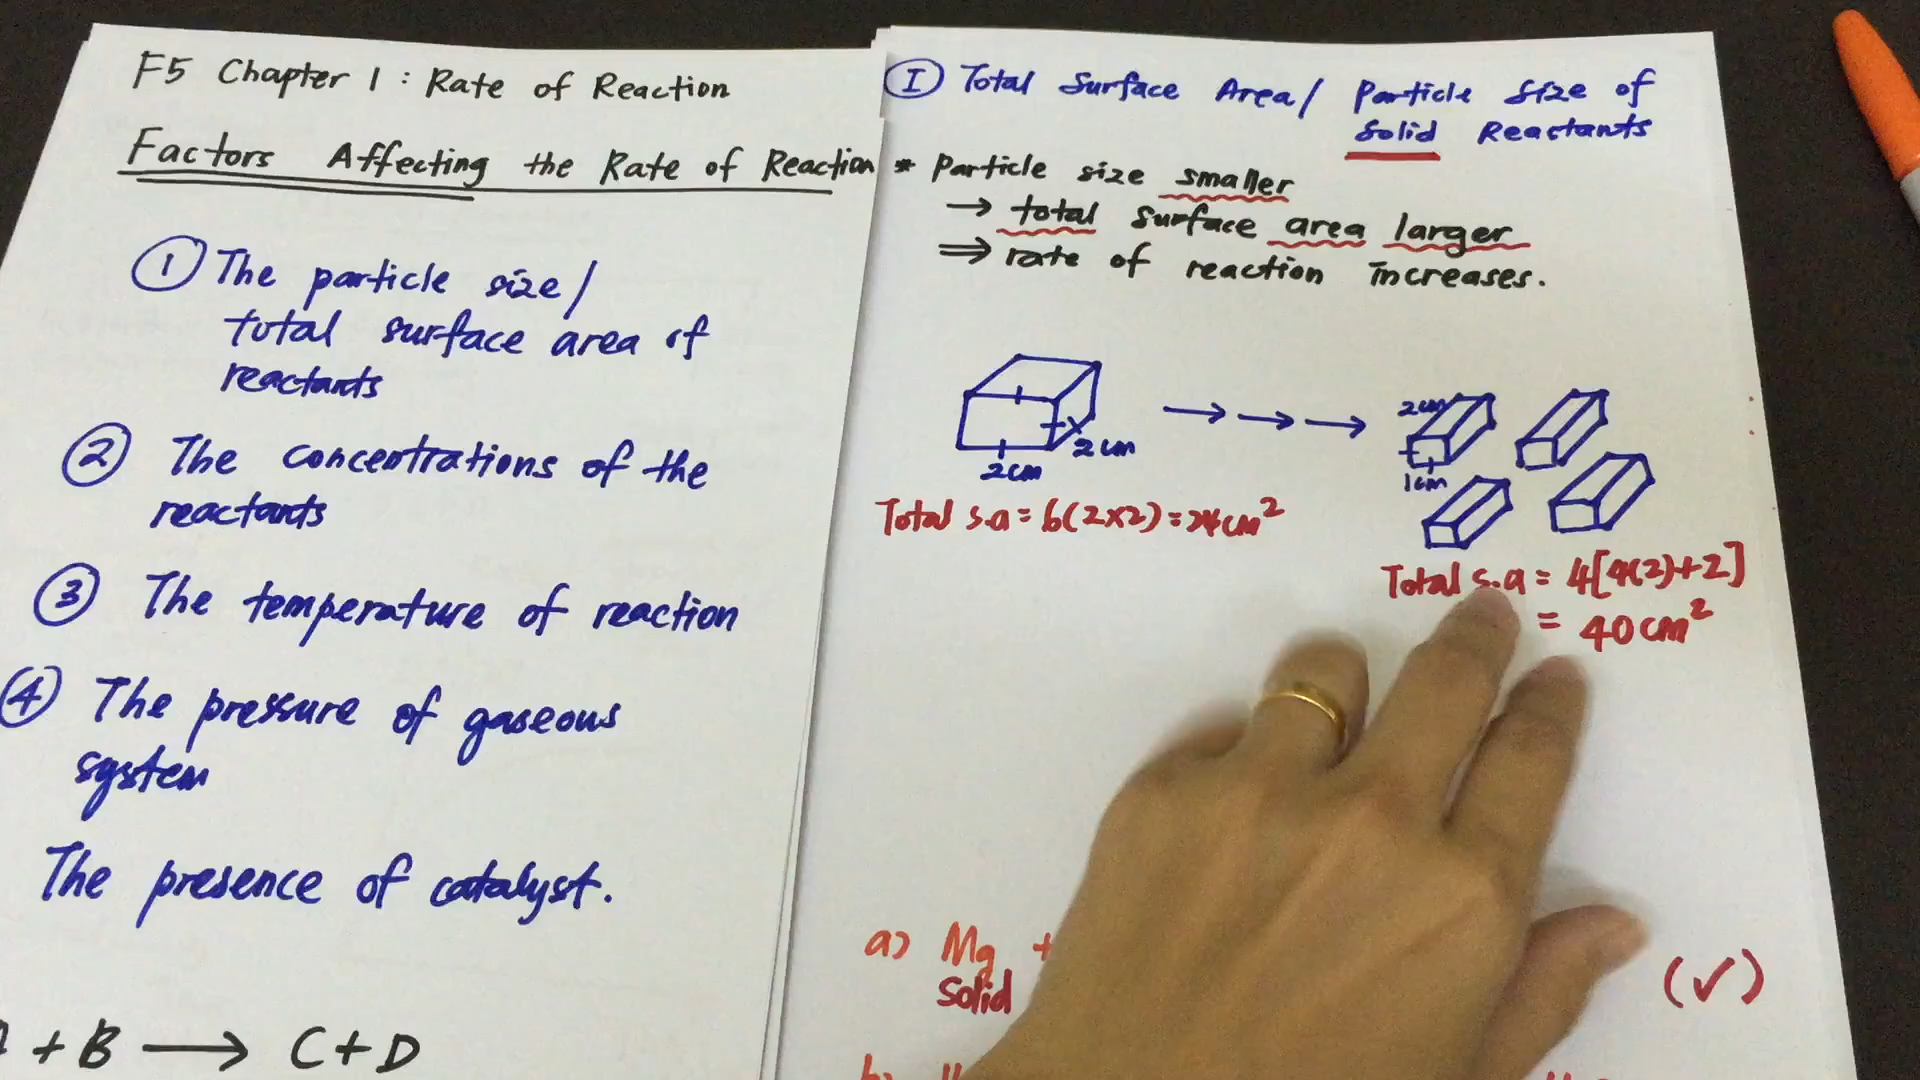 F5 Chapter 1 : Rate of Reaction
Factors Affecting the Rate of Reaction
① The particle size/
total surface area of
reactants
② The concentrations of the
reactants
③ The temperature of reaction
④ The pressure of gaseous
system
The presence of catalyst.
+ B → C + D
Ⓘ Total Surface Area/ Particle Size of
Solid Reactants
* Particle size smaller
→ total surface area larger
⇒ rate of reaction increases.
2cm
2cm
Total s.a = 6(2×2) = 24cm²
2cm
1cm
Total s.a = 4[4(2)+2]
= 40cm²
a) Mg +
Solid
(✓)